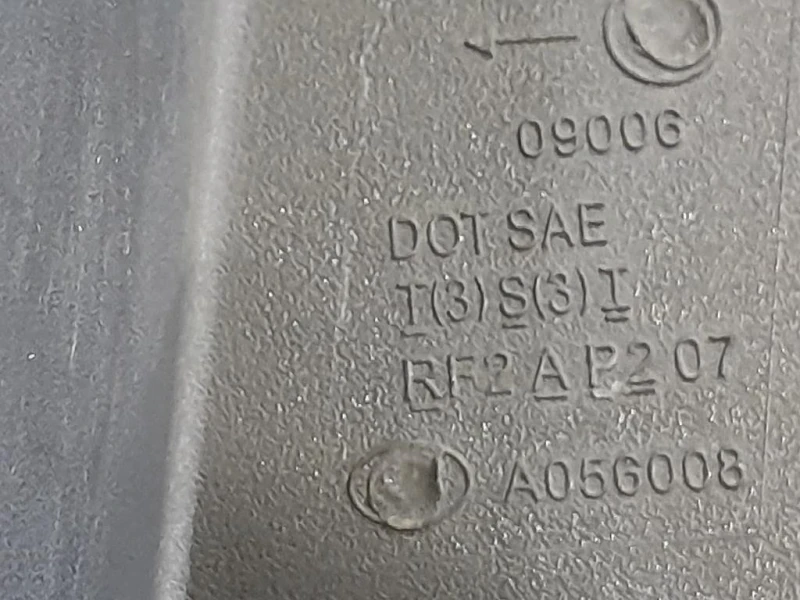 09006
DOT SAE
T(3) S(3) T
RF2 A P2 07
A056008